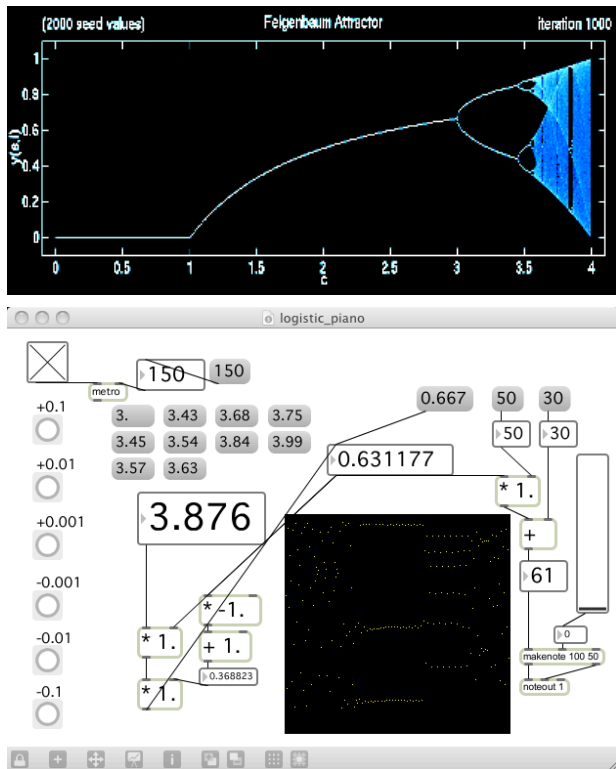 (2000 seed values) Feigenbaum Attractor iteration 1000
1
0.8
0.6
0.4
0.2
0
y(s,i)
0 0.5 1 1.5 2 2.5 3 3.5 4
c
logistic_piano
150 150
metro
+0.1
+0.01
+0.001
-0.001
-0.01
-0.1
3. 3.43 3.68 3.75
3.45 3.54 3.84 3.99
3.57 3.63
0.667 50 30
50 30
0.631177
* 1.
3.876
+
61
* -1.
* 1. + 1.
0.368823
* 1.
0
makenote 100 50
noteout 1